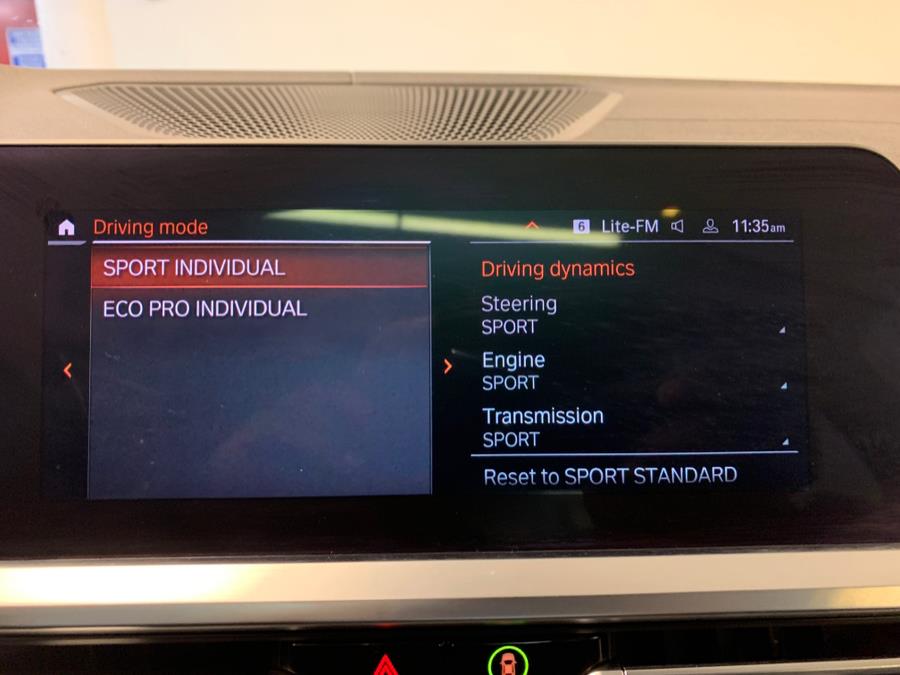 Driving mode
6 Lite-FM 11:35am
SPORT INDIVIDUAL
ECO PRO INDIVIDUAL
Driving dynamics
Steering
SPORT
Engine
SPORT
Transmission
SPORT
Reset to SPORT STANDARD